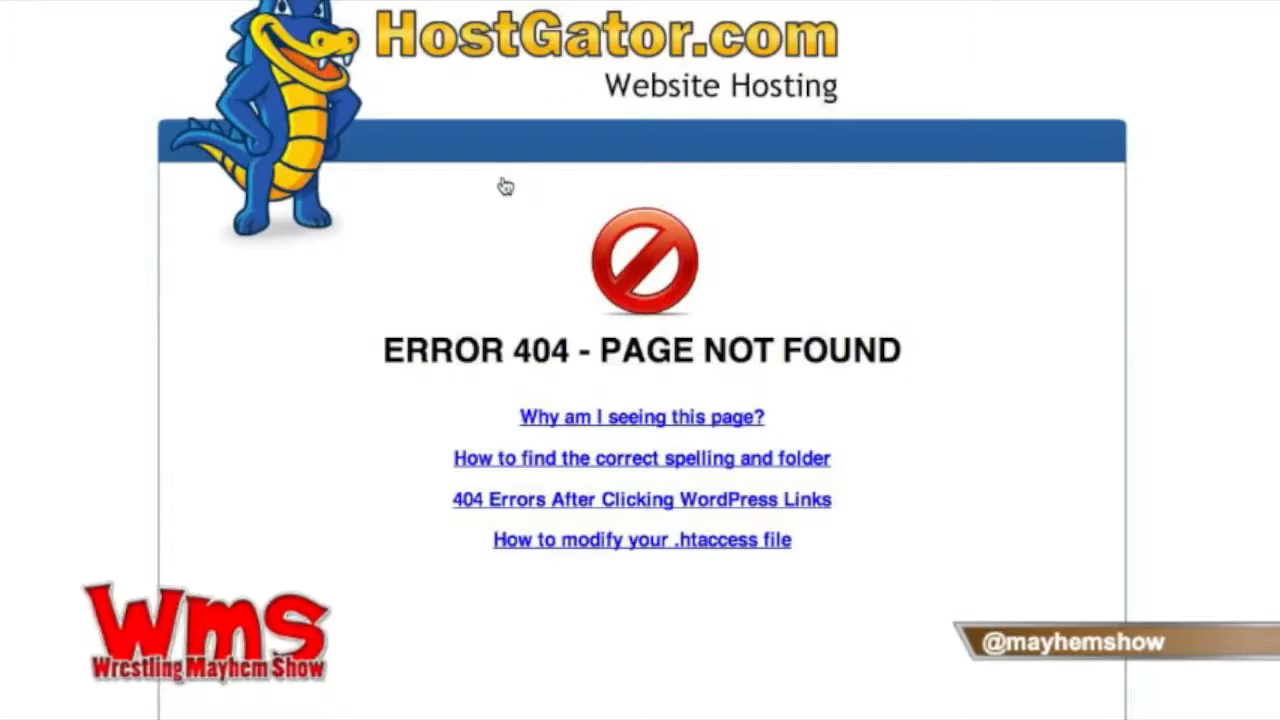 HostGator.com
Website Hosting
ERROR 404 - PAGE NOT FOUND
Why am I seeing this page?
How to find the correct spelling and folder
404 Errors After Clicking WordPress Links
How to modify your .htaccess file
WMS
Wrestling Mayhem Show
@mayhemshow